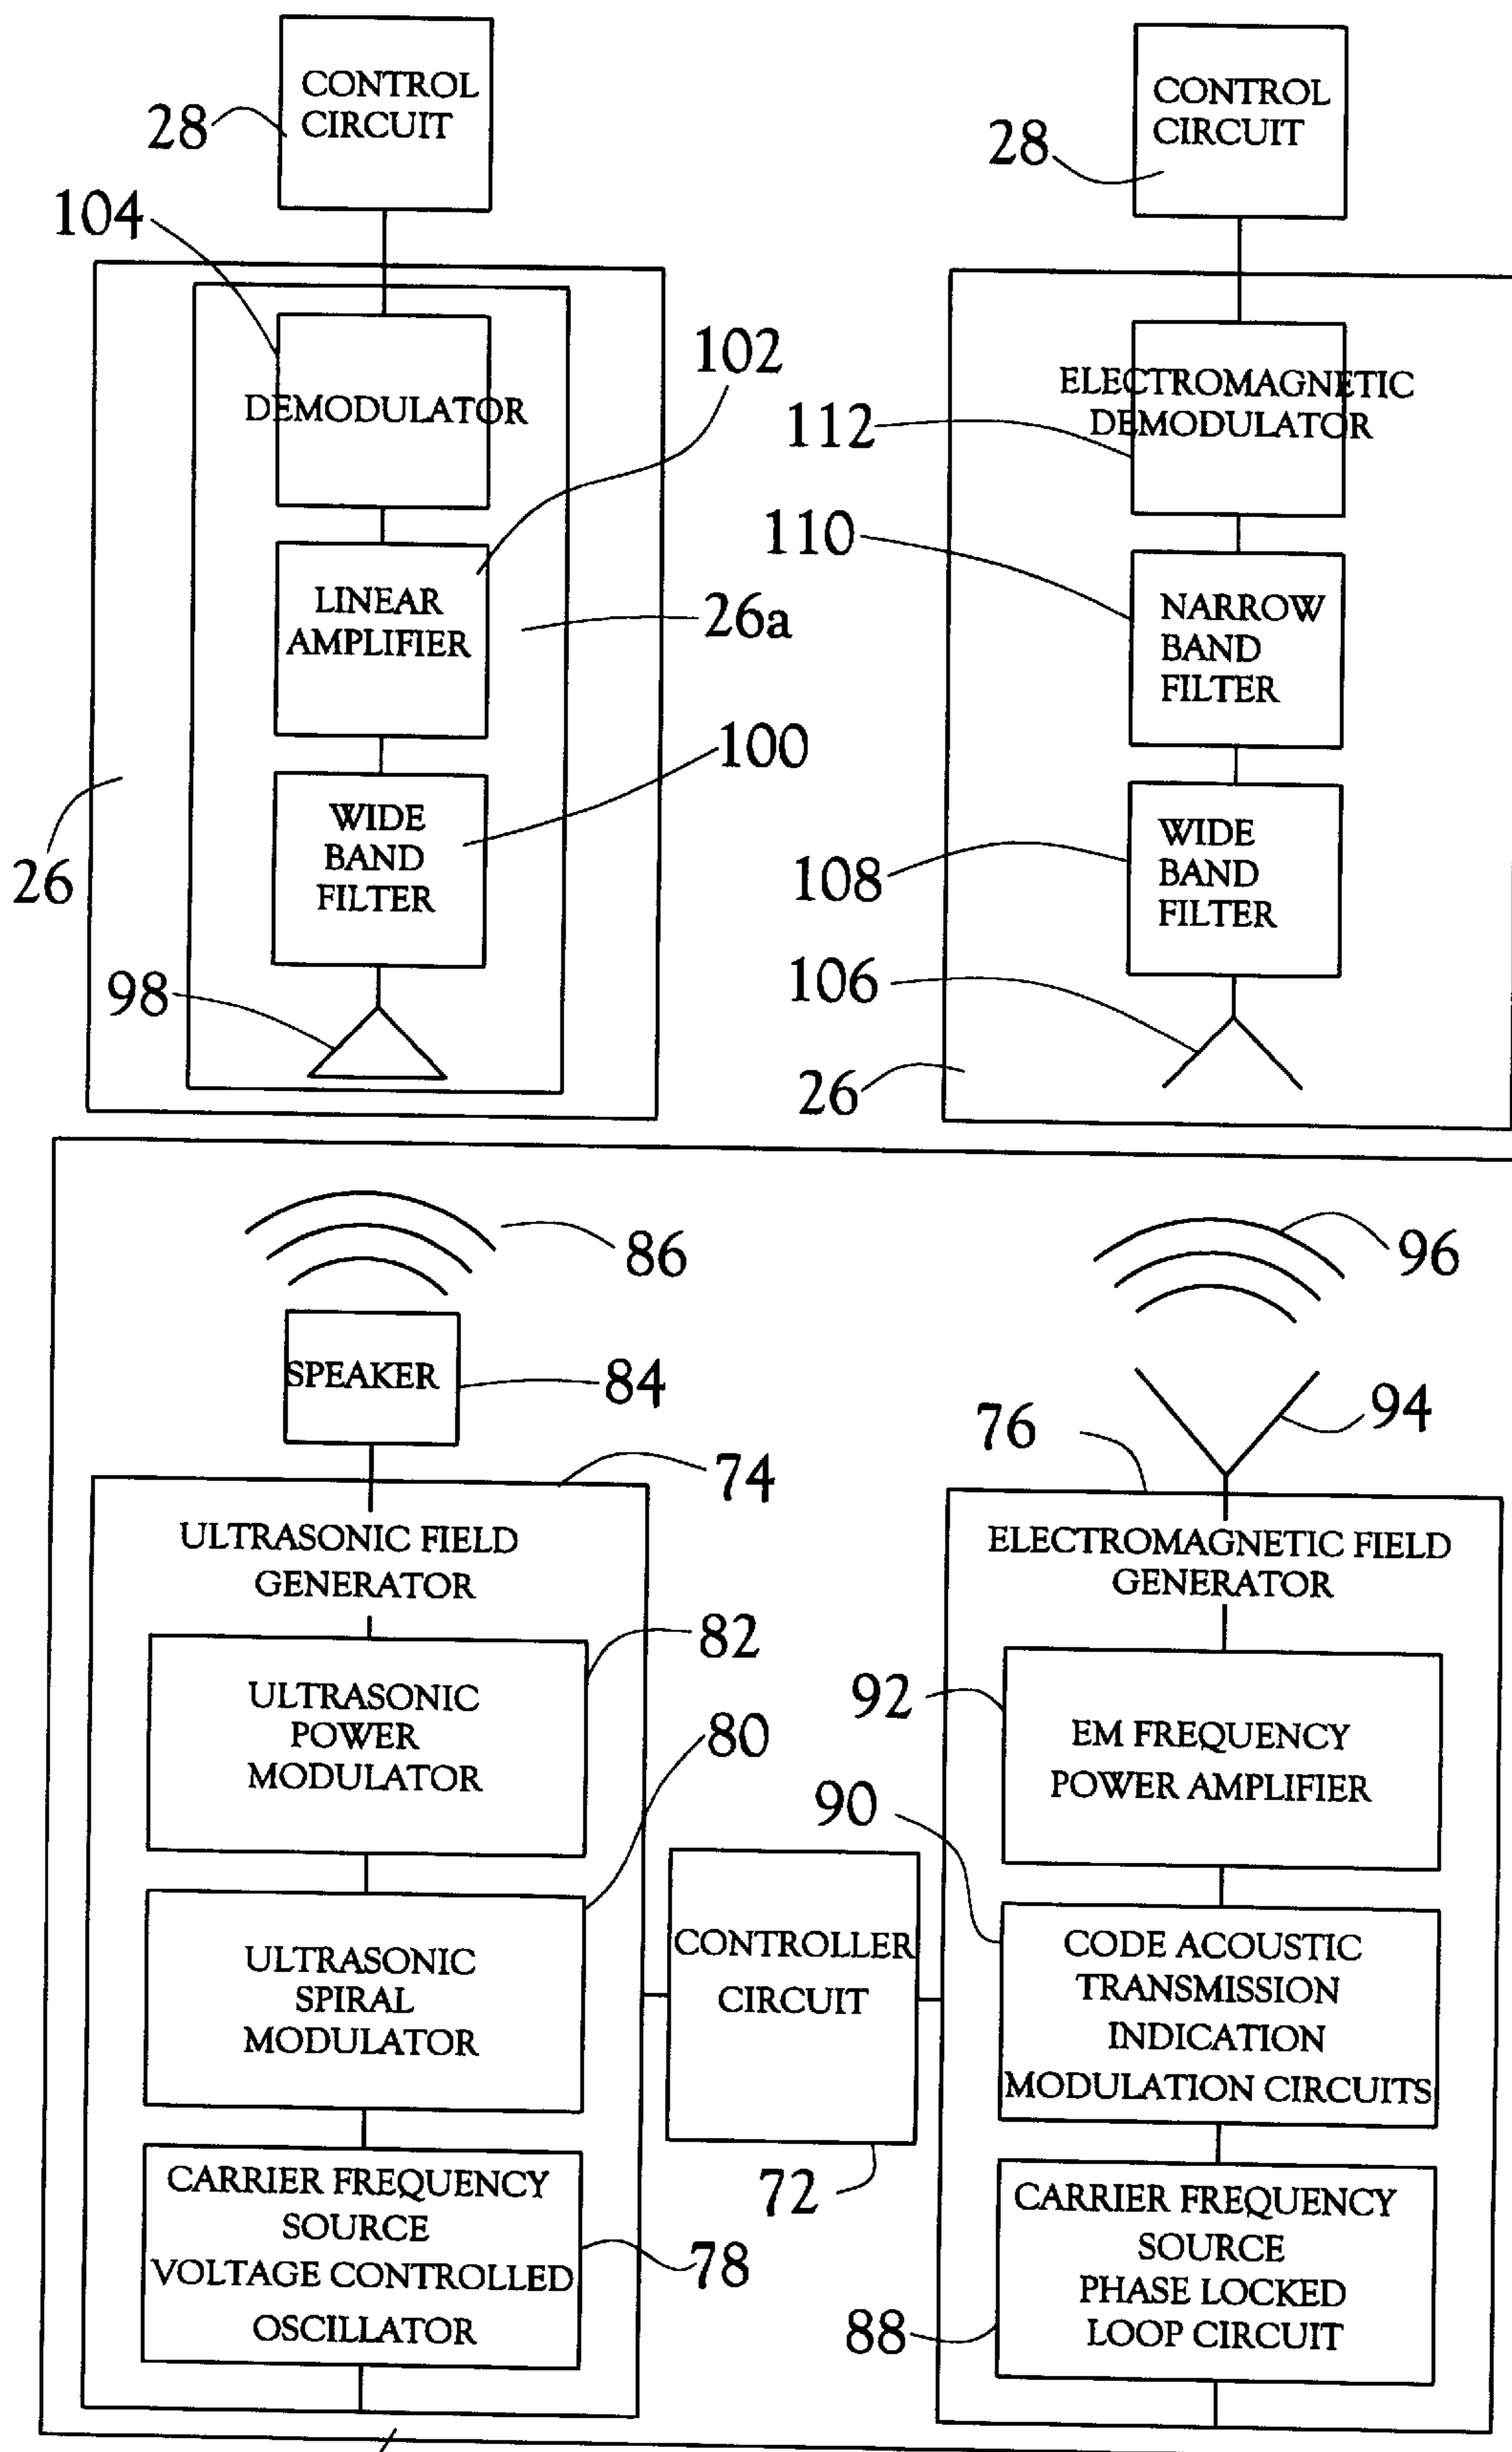 CONTROL
CIRCUIT
28
104
DEMODULATOR
102
LINEAR
AMPLIFIER
26a
WIDE
BAND
FILTER
100
26
98
CONTROL
CIRCUIT
28
ELECTROMAGNETIC
DEMODULATOR
112
110
NARROW
BAND
FILTER
WIDE
BAND
FILTER
108
106
26
86
SPEAKER
84
74
ULTRASONIC FIELD
GENERATOR
82
ULTRASONIC
POWER
MODULATOR
80
ULTRASONIC
SPIRAL
MODULATOR
CARRIER FREQUENCY
SOURCE
VOLTAGE CONTROLLED
OSCILLATOR
78
CONTROLLER
CIRCUIT
72
96
94
76
ELECTROMAGNETIC FIELD
GENERATOR
92
EM FREQUENCY
POWER AMPLIFIER
90
CODE ACOUSTIC
TRANSMISSION
INDICATION
MODULATION CIRCUITS
CARRIER FREQUENCY
SOURCE
PHASE LOCKED
LOOP CIRCUIT
88